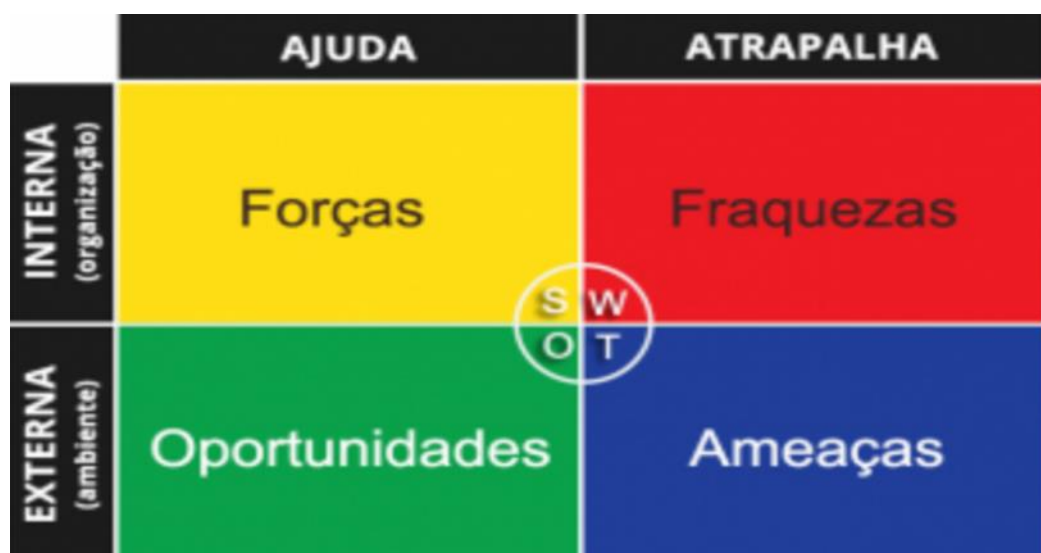 AJUDA
ATRAPALHA
INTERNA
(organização)
Forças
Fraquezas
S W
O T
EXTERNA
(ambiente)
Oportunidades
Ameaças